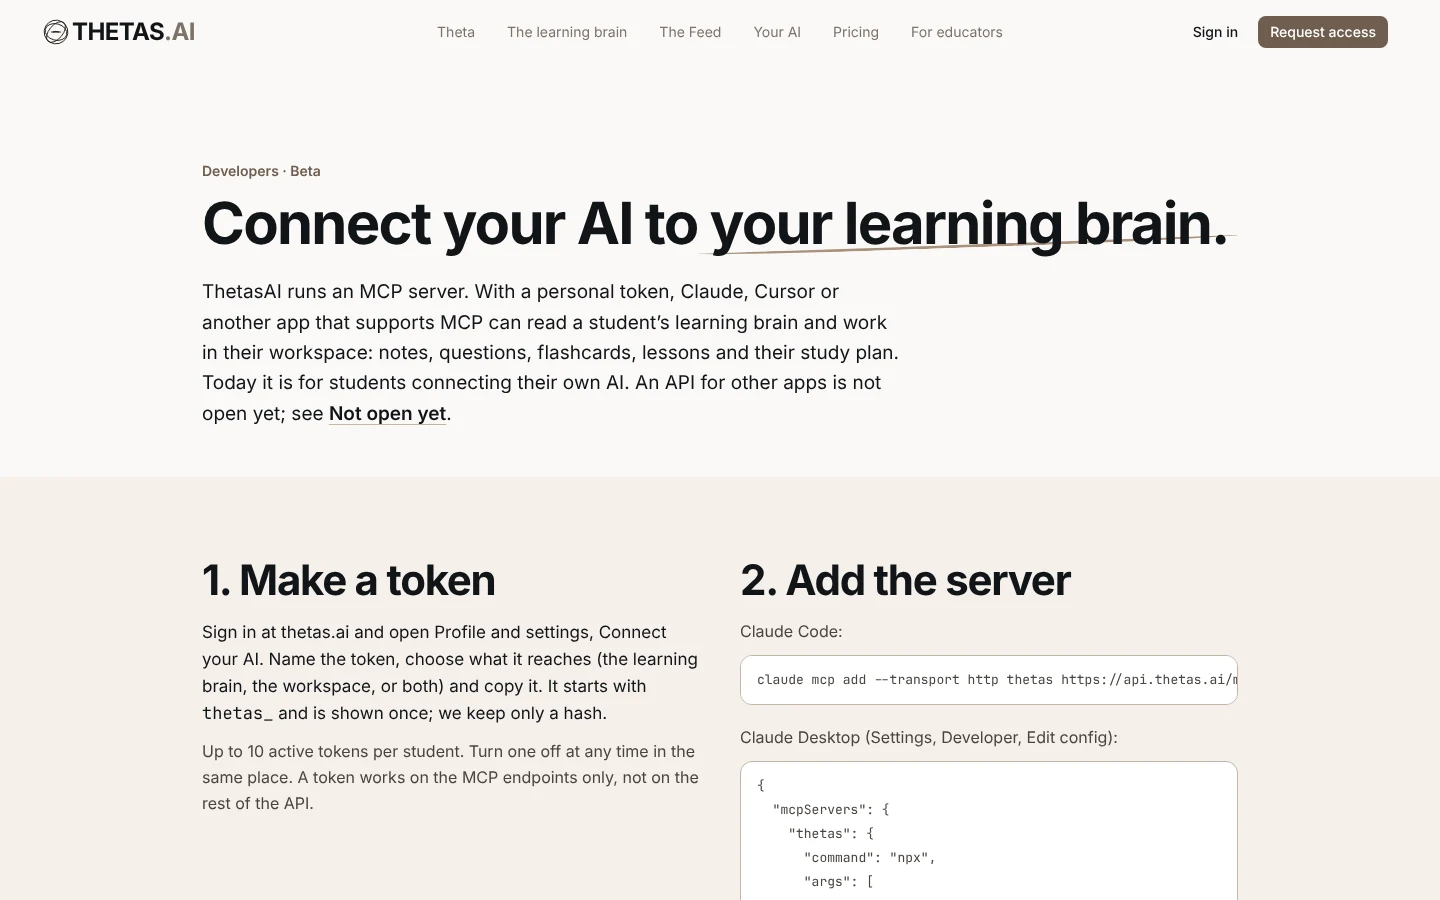 THETAS.AI
Theta
The learning brain
The Feed
Your AI
Pricing
For educators
Sign in
Request access
Developers · Beta
Connect your AI to your learning brain.
ThetasAI runs an MCP server. With a personal token, Claude, Cursor or
another app that supports MCP can read a student’s learning brain and work
in their workspace: notes, questions, flashcards, lessons and their study plan.
Today it is for students connecting their own AI. An API for other apps is not
open yet; see Not open yet.
1. Make a token
Sign in at thetas.ai and open Profile and settings, Connect
your AI. Name the token, choose what it reaches (the learning
brain, the workspace, or both) and copy it. It starts with
thetas_ and is shown once; we keep only a hash.
Up to 10 active tokens per student. Turn one off at any time in the
same place. A token works on the MCP endpoints only, not on the
rest of the API.
2. Add the server
Claude Code:
claude mcp add --transport http thetas https://api.thetas.ai/
Claude Desktop (Settings, Developer, Edit config):
{
"mcpServers": {
"thetas": {
"command": "npx",
"args": [